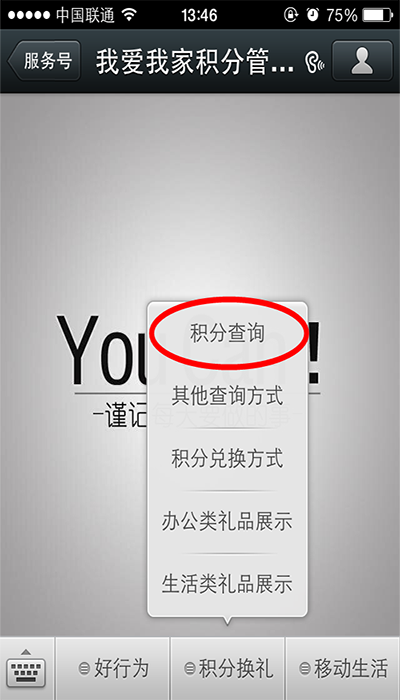 中国联通 13:46 75%
服务号 我爱我家积分管...
积分查询
You Can!
其他查询方式
-谨记
积分兑换方式
办公类礼品展示
生活类礼品展示
好行为 积分换礼 移动生活